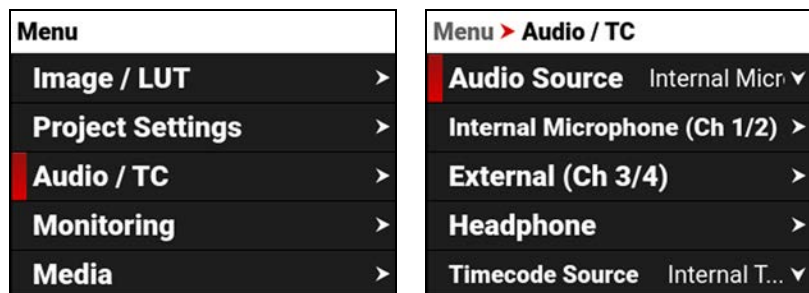 Menu
Image / LUT
Project Settings
Audio / TC
Monitoring
Media
Menu > Audio / TC
Audio Source Internal Micr
Internal Microphone (Ch 1/2)
External (Ch 3/4)
Headphone
Timecode Source Internal T...